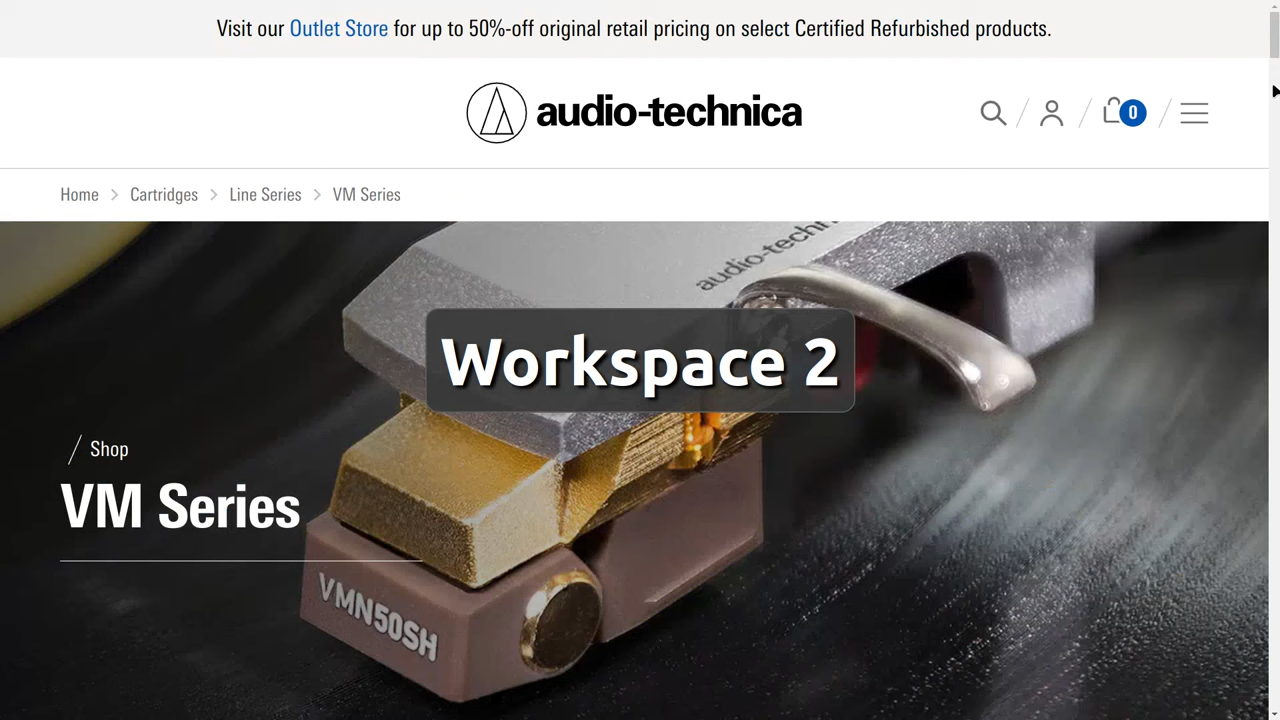 Visit our Outlet Store for up to 50%-off original retail pricing on select Certified Refurbished products.
audio-technica
0
Home
Cartridges
Line Series
VM Series
audio-techni
Workspace 2
Shop
VM Series
VMN50SH